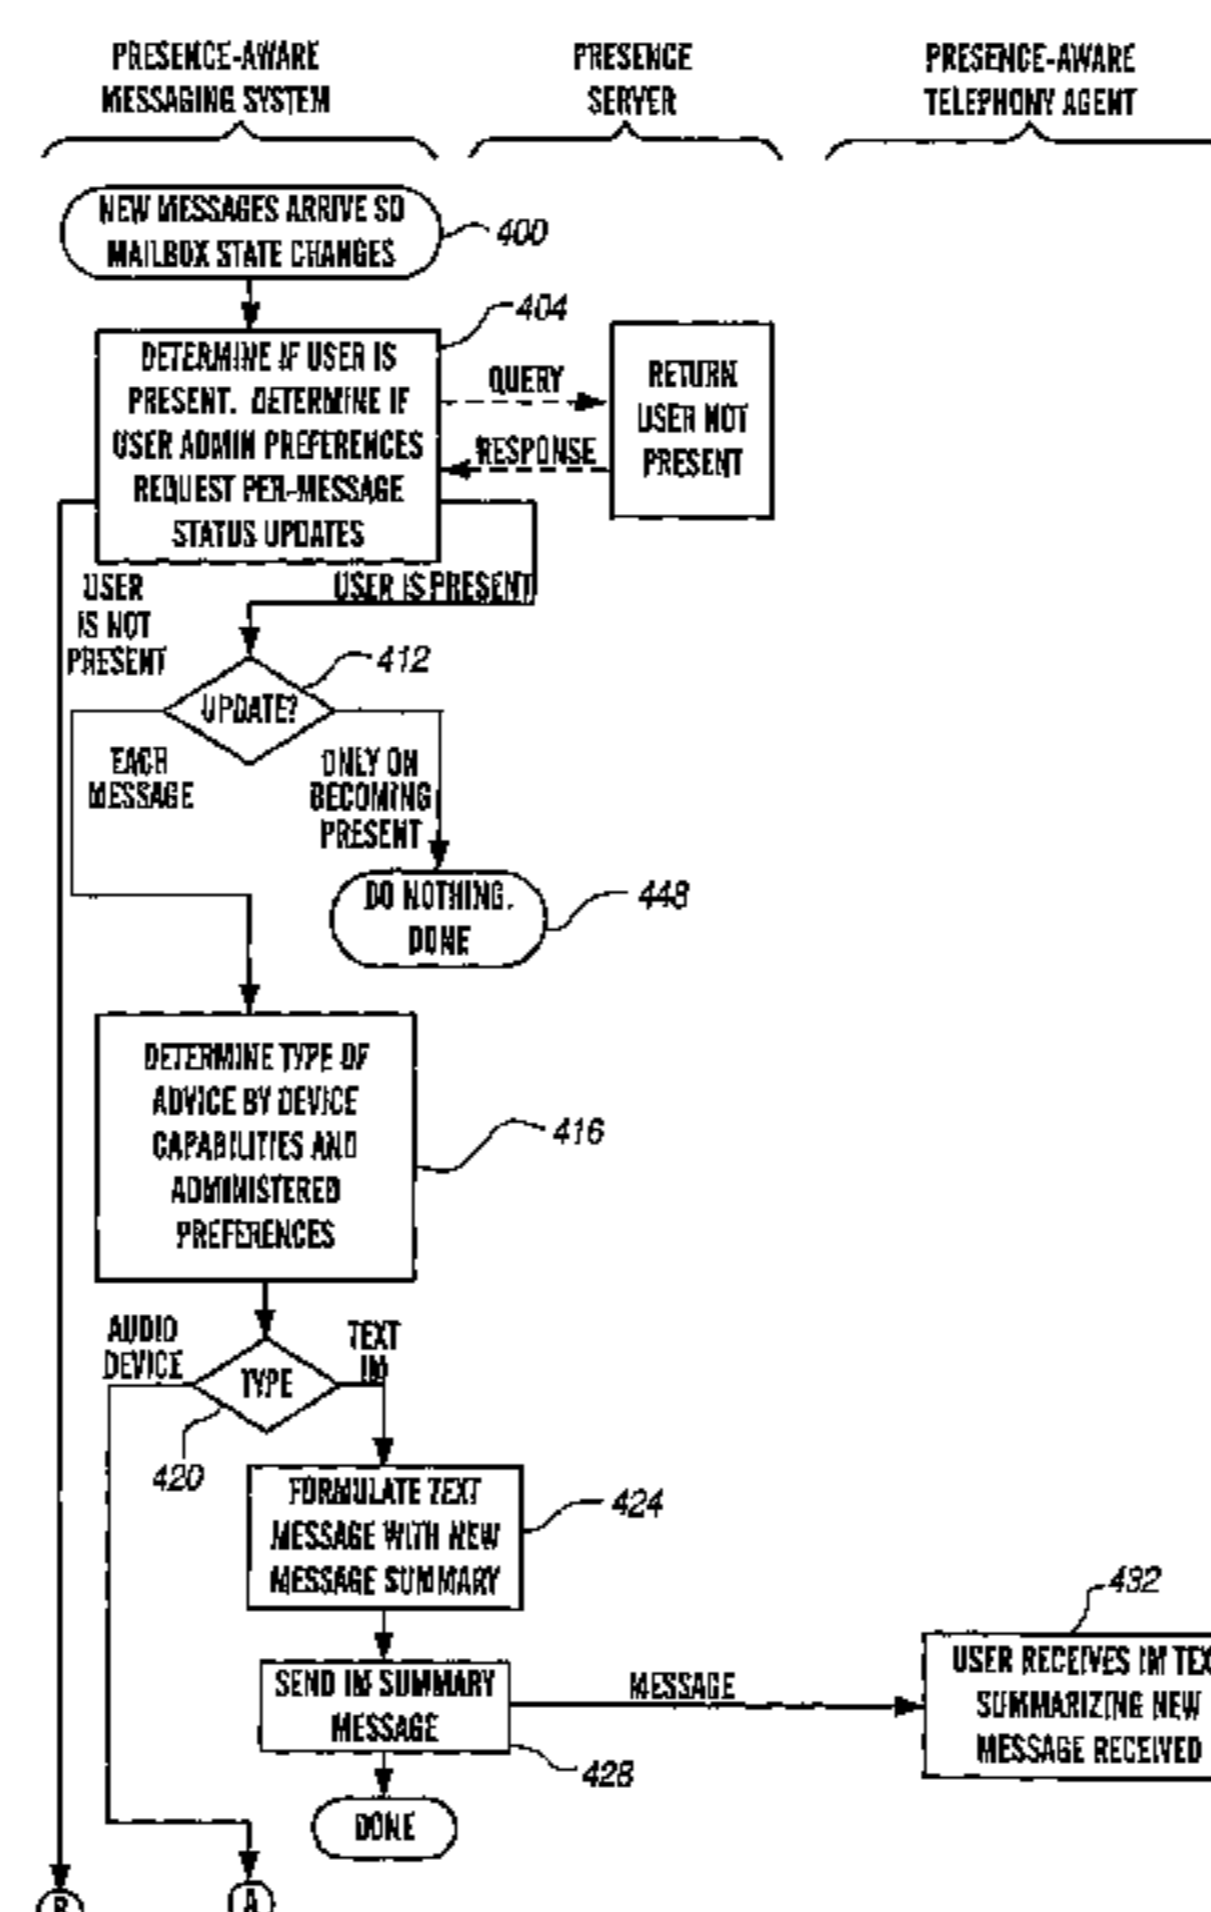 PRESENCE-AWARE
MESSAGING SYSTEM
PRESENCE
SERVER
PRESENCE-AWARE
TELEPHONY AGENT
NEW MESSAGES ARRIVE SO
MAILBOX STATE CHANGES
400
404
DETERMINE IF USER IS
PRESENT. DETERMINE IF
USER ADMIN PREFERENCES
REQUEST PER-MESSAGE
STATUS UPDATES
QUERY
RESPONSE
RETURN
USER NOT
PRESENT
USER
IS NOT
PRESENT
USER IS PRESENT
412
UPDATE?
EACH
MESSAGE
ONLY ON
BECOMING
PRESENT
DO NOTHING.
DONE
448
DETERMINE TYPE OF
ADVICE BY DEVICE
CAPABILITIES AND
ADMINISTERED
PREFERENCES
416
AUDIO
DEVICE
TEXT
IM
TYPE
420
FORMULATE TEXT
MESSAGE WITH NEW
MESSAGE SUMMARY
424
SEND IM SUMMARY
MESSAGE
428
MESSAGE
432
USER RECEIVES IM
SUMMARIZING NEW
MESSAGE RECEIVED
DONE
B
A